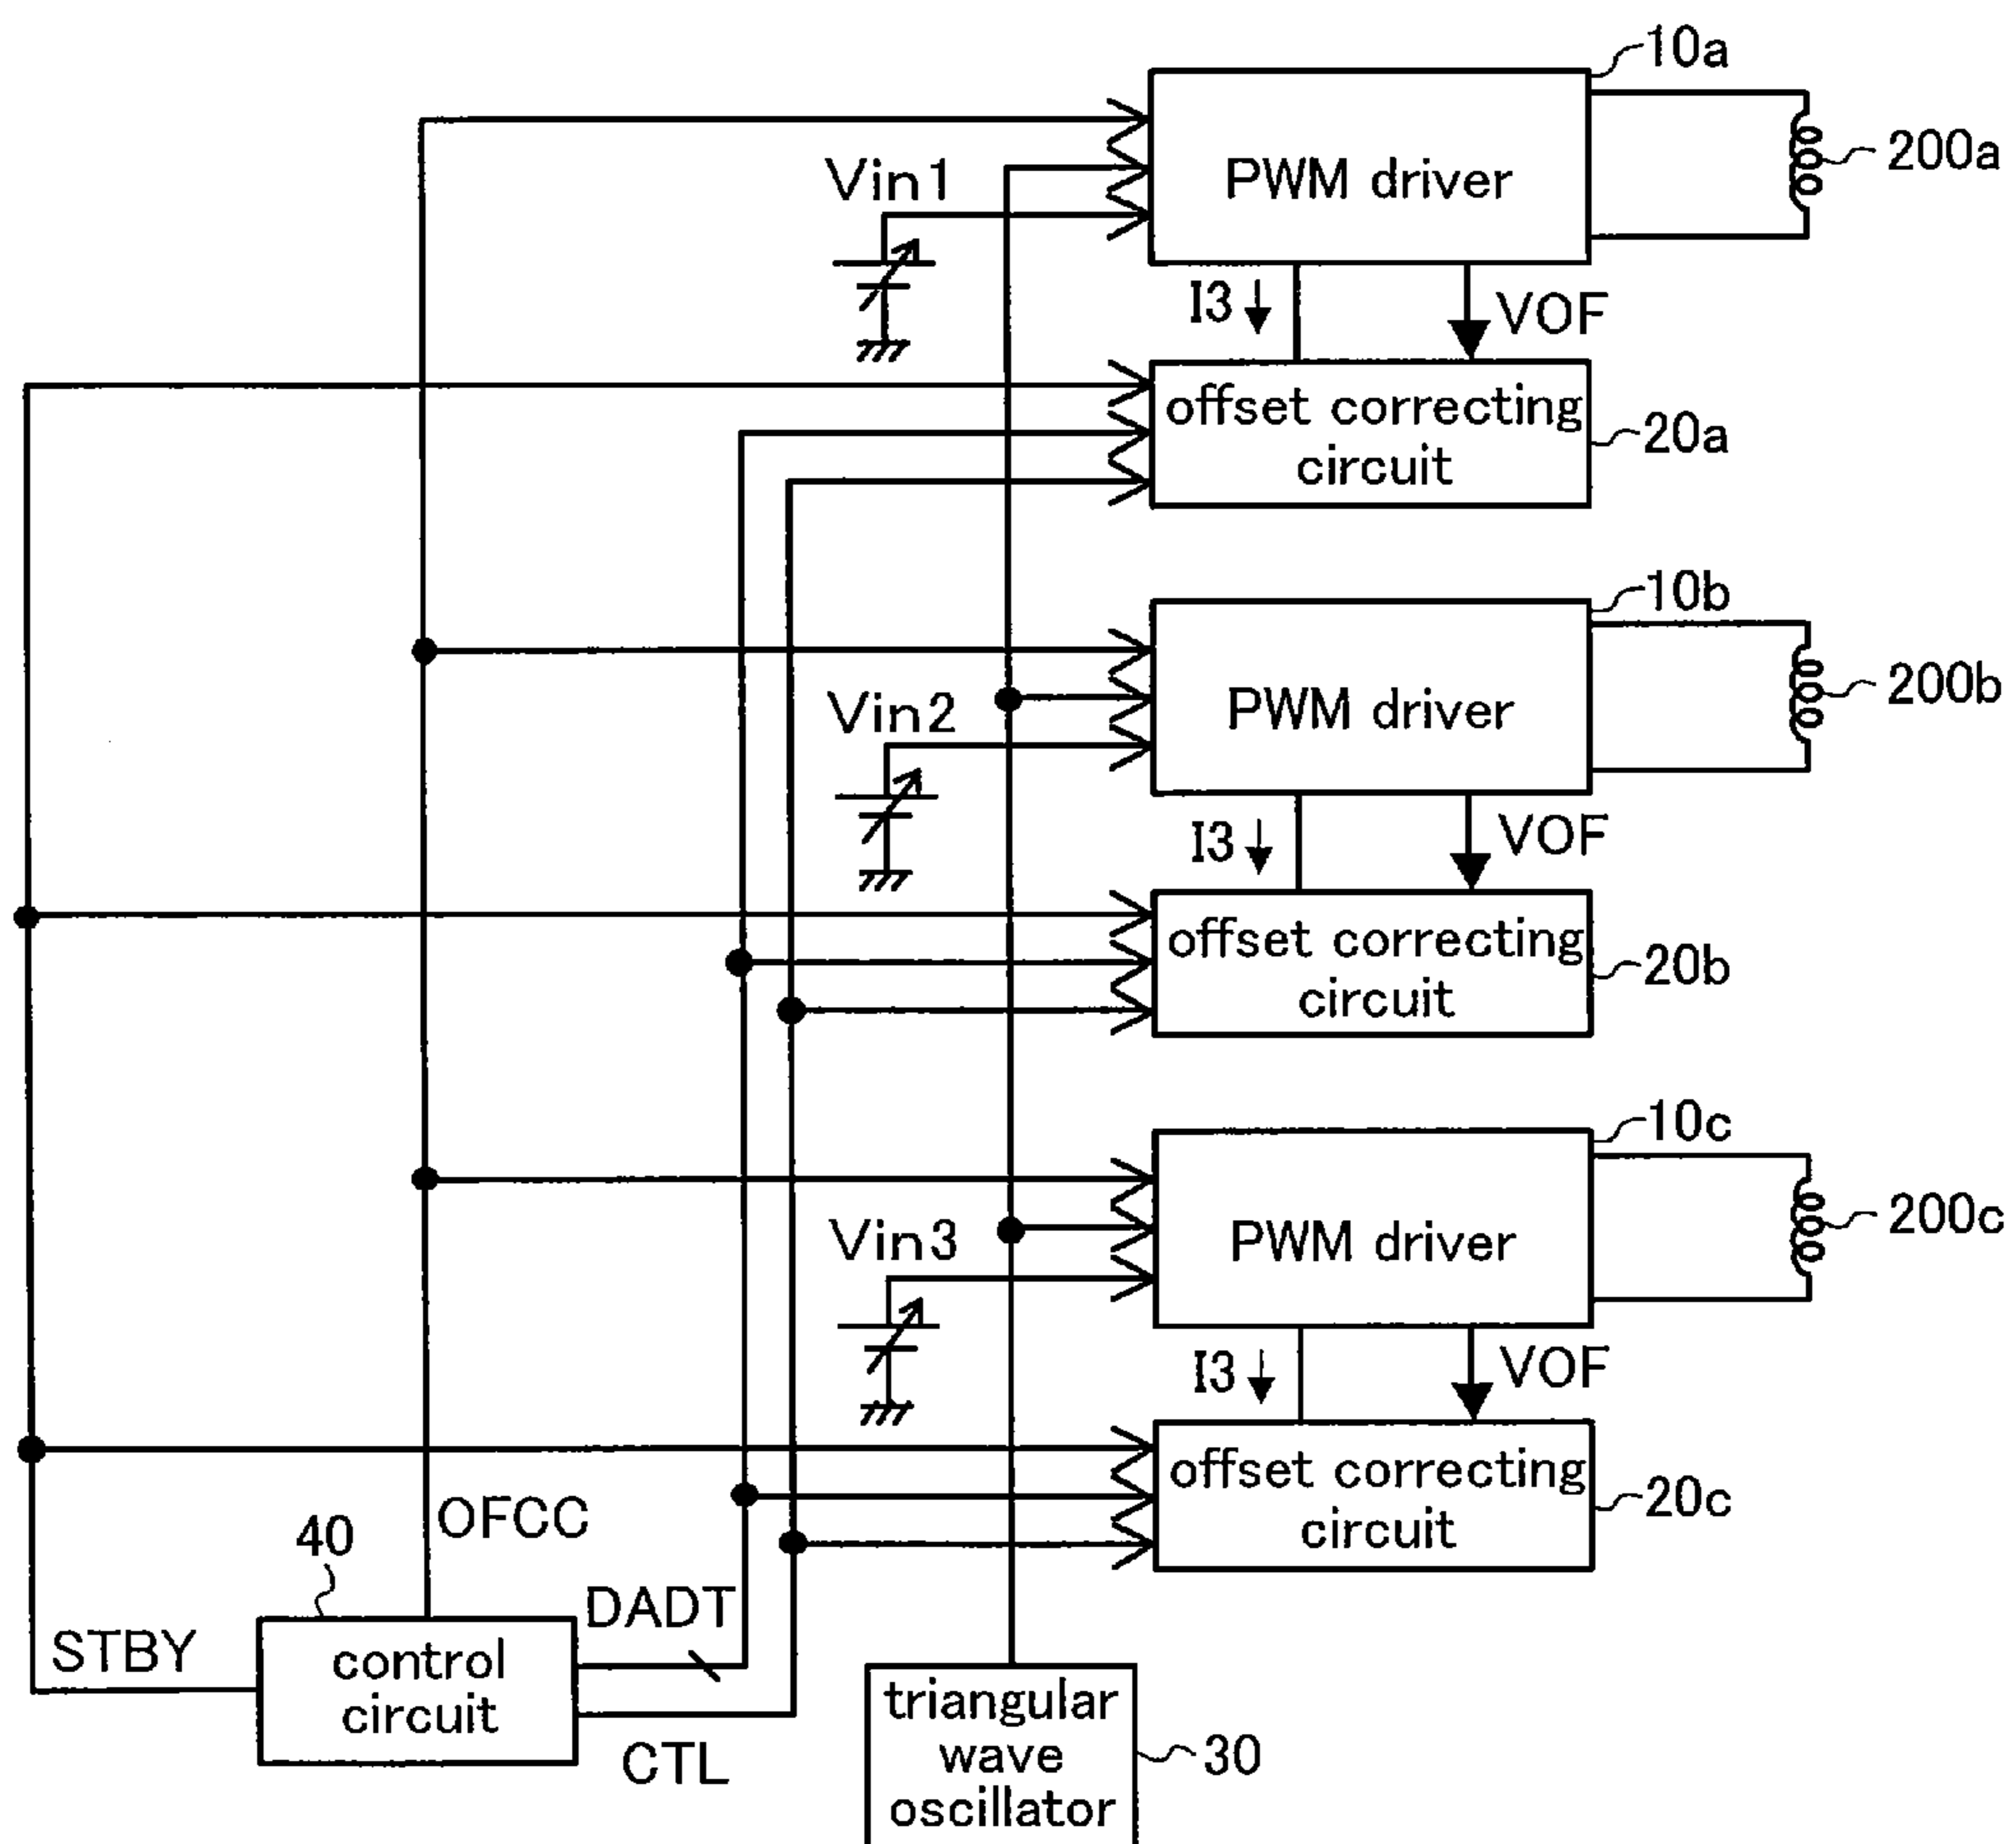 10a
PWM driver
200a
Vin1
I3
VOF
offset correcting
circuit
20a
10b
PWM driver
200b
Vin2
I3
VOF
offset correcting
circuit
20b
10c
PWM driver
200c
Vin3
I3
VOF
offset correcting
circuit
20c
OFCC
40
DADT
STBY
control
circuit
CTL
triangular
wave
oscillator
30